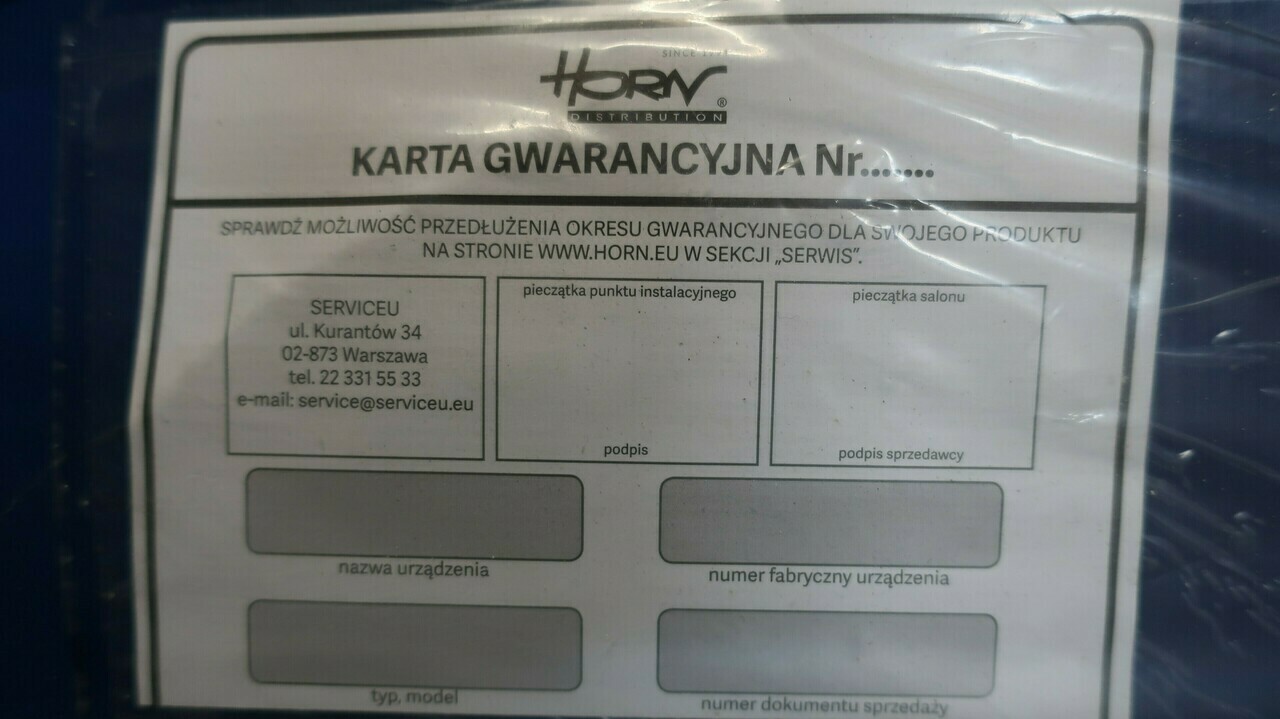 SINCE 1994
HORN
®
DISTRIBUTION
KARTA GWARANCYJNA Nr.......
SPRAWDŹ MOŻLIWOŚĆ PRZEDŁUŻENIA OKRESU GWARANCYJNEGO DLA SWOJEGO PRODUKTU
NA STRONIE WWW.HORN.EU W SEKCJI „SERWIS”.
SERVICEU
ul. Kurantów 34
02-873 Warszawa
tel. 22 331 55 33
e-mail: service@serviceu.eu
pieczątka punktu instalacyjnego
podpis
pieczątka salonu
podpis sprzedawcy
nazwa urządzenia
numer fabryczny urządzenia
typ, model
numer dokumentu sprzedaży